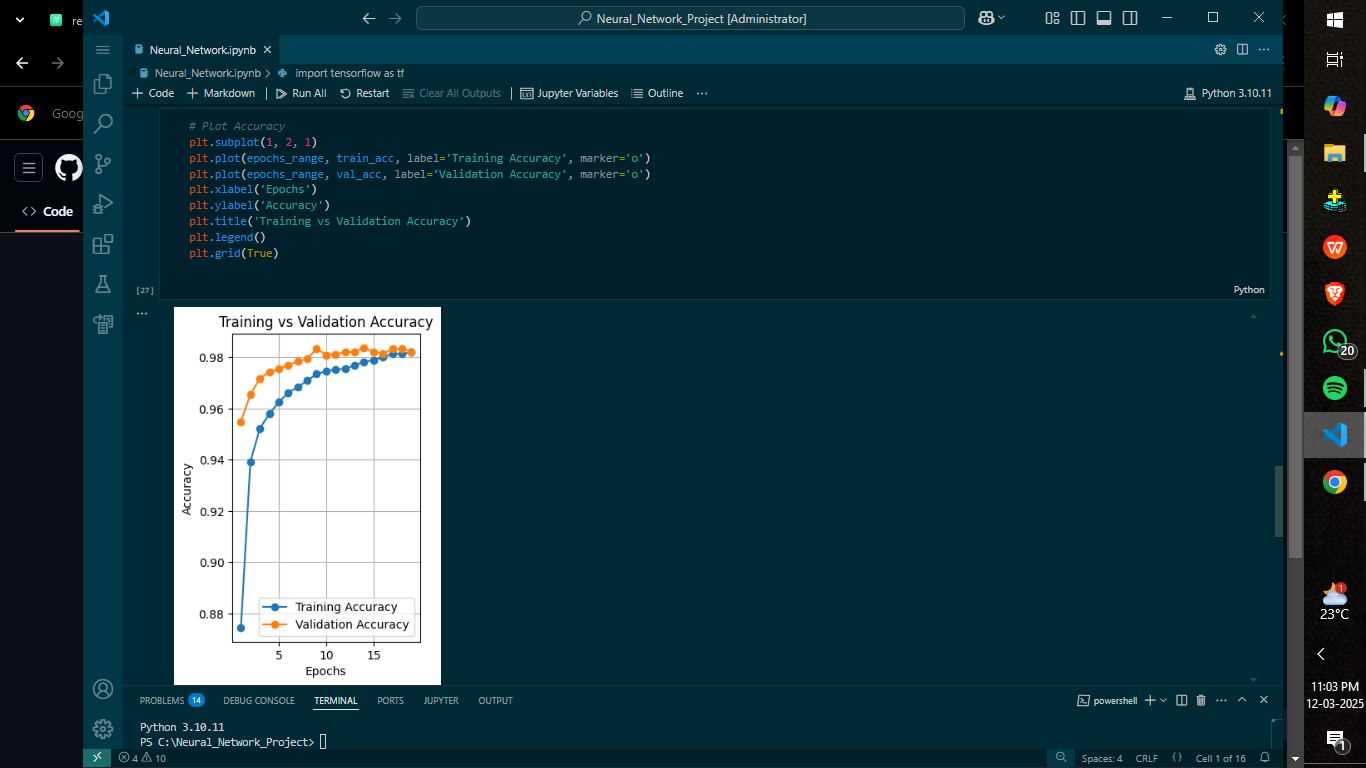 re
Neural_Network_Project [Administrator]
Neural_Network.ipynb
Neural_Network.ipynb > import tensorflow as tf
+ Code + Markdown | Run All Restart Clear All Outputs | Jupyter Variables Outline ...
Python 3.10.11
Goog
Code
# Plot Accuracy
plt.subplot(1, 2, 1)
plt.plot(epochs_range, train_acc, label='Training Accuracy', marker='o')
plt.plot(epochs_range, val_acc, label='Validation Accuracy', marker='o')
plt.xlabel('Epochs')
plt.ylabel('Accuracy')
plt.title('Training vs Validation Accuracy')
plt.legend()
plt.grid(True)
[27]
Python
Training vs Validation Accuracy
0.98
0.96
0.94
0.92
0.90
0.88
Accuracy
Training Accuracy
Validation Accuracy
5 10 15
Epochs
PROBLEMS 14 DEBUG CONSOLE TERMINAL PORTS JUPYTER OUTPUT
powershell
Python 3.10.11
PS C:\Neural_Network_Project>
4 10
Spaces: 4 CRLF {} Cell 1 of 16
20
1
23°C
11:03 PM
12-03-2025
1